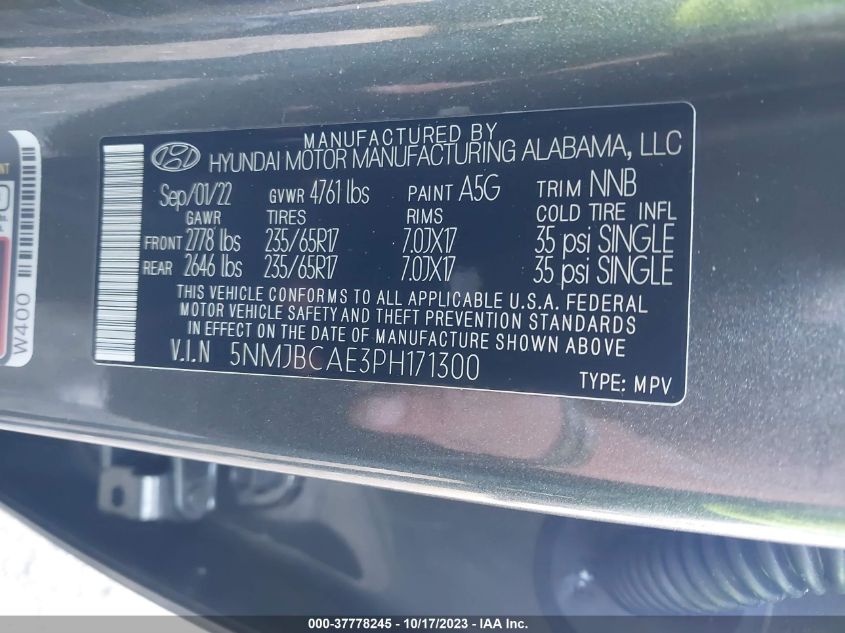 MANUFACTURED BY
HYUNDAI MOTOR MANUFACTURING ALABAMA, LLC
Sep/01/22 GVWR 4761 lbs PAINT A5G TRIM NNB
GAWR TIRES RIMS COLD TIRE INFL
FRONT 2778 lbs 235/65R17 7.0JX17 35 psi SINGLE
REAR 2646 lbs 235/65R17 7.0JX17 35 psi SINGLE
THIS VEHICLE CONFORMS TO ALL APPLICABLE U.S.A. FEDERAL
MOTOR VEHICLE SAFETY AND THEFT PREVENTION STANDARDS
IN EFFECT ON THE DATE OF MANUFACTURE SHOWN ABOVE.
V.I.N 5NMJBCAE3PH171300
TYPE: MPV
W400
000-37778245 - 10/17/2023 - IAA Inc.